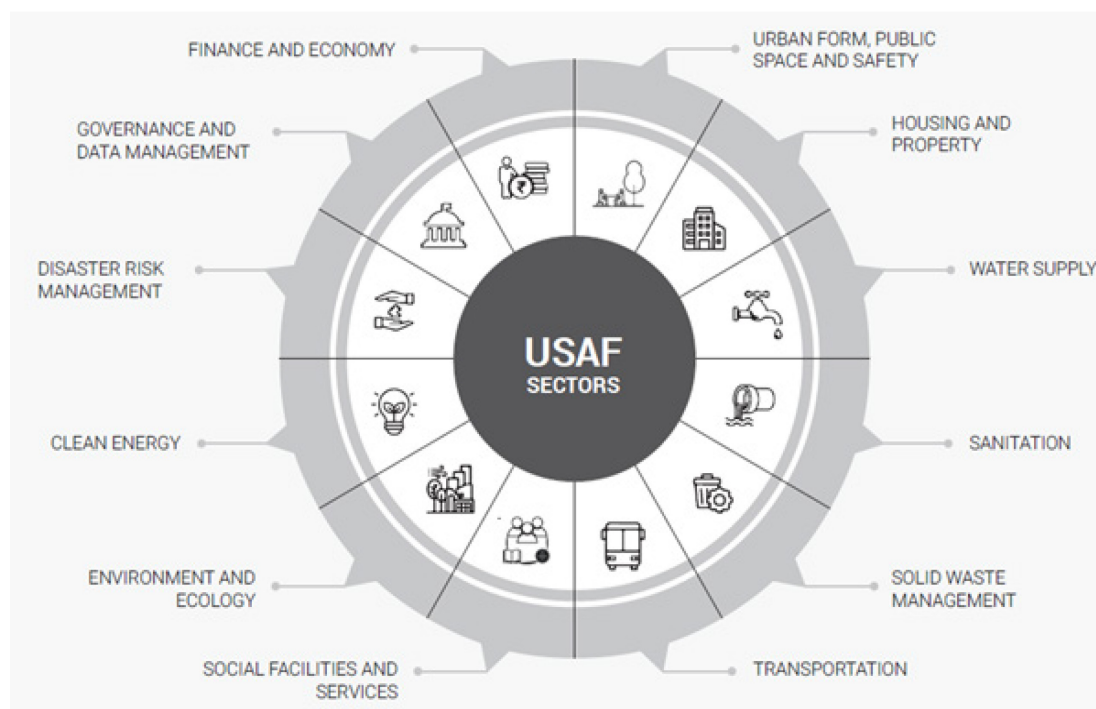 FINANCE AND ECONOMY
URBAN FORM, PUBLIC
SPACE AND SAFETY
GOVERNANCE AND
DATA MANAGEMENT
HOUSING AND
PROPERTY
DISASTER RISK
MANAGEMENT
WATER SUPPLY
₹
USAF
SECTORS
CLEAN ENERGY
SANITATION
ENVIRONMENT AND
ECOLOGY
SOLID WASTE
MANAGEMENT
SOCIAL FACILITIES AND
SERVICES
TRANSPORTATION